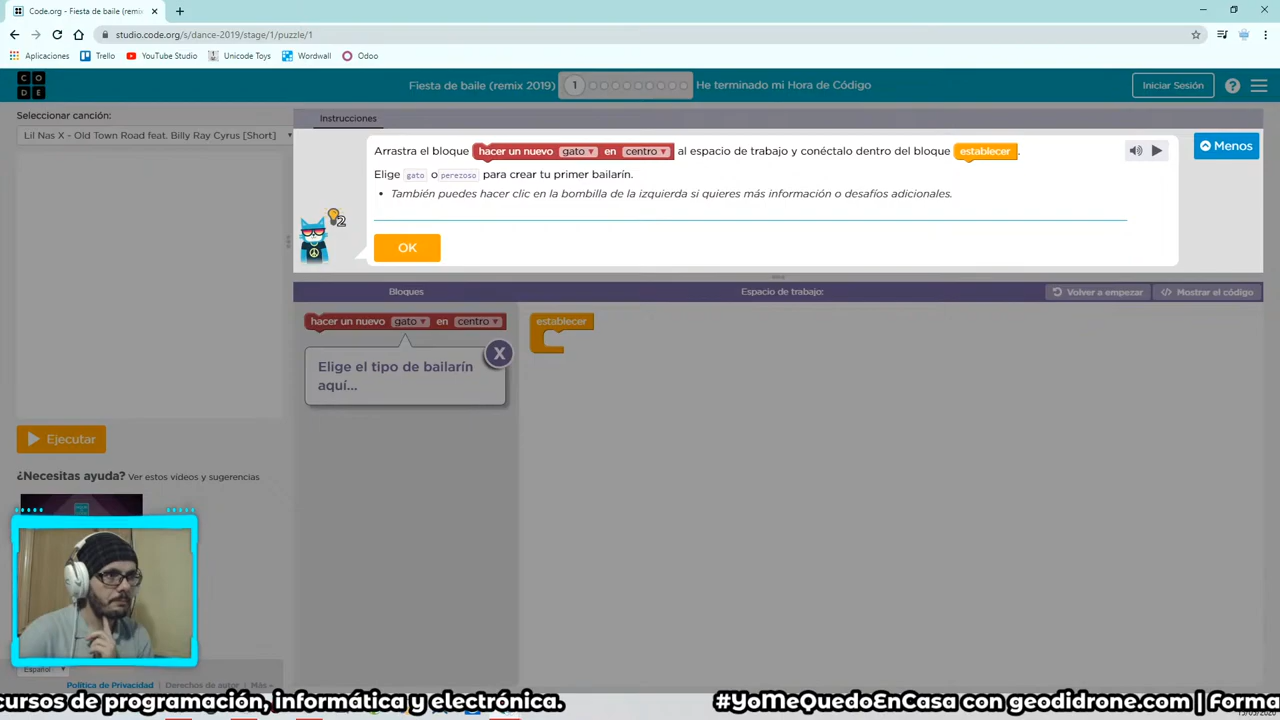 Code.org - Fiesta de baile (remix
studio.code.org/s/dance-2019/stage/1/puzzle/1
Aplicaciones Trello YouTube Studio Unicode Toys Wordwall Odoo
C O
D E
Fiesta de baile (remix 2019) 1 He terminado mi Hora de Código Iniciar Sesión ?
Seleccionar canción:
Lil Nas X - Old Town Road feat. Billy Ray Cyrus [Short]
Instrucciones
Arrastra el bloque hacer un nuevo gato en centro al espacio de trabajo y conéctalo dentro del bloque establecer .
Menos
Elige gato o perezoso para crear tu primer bailarín.
• También puedes hacer clic en la bombilla de la izquierda si quieres más información o desafíos adicionales.
2
OK
Bloques Espacio de trabajo: Volver a empezar Mostrar el código
hacer un nuevo gato en centro
establecer
Elige el tipo de bailarín
aquí...
X
Ejecutar
¿Necesitas ayuda? Ver estos videos y sugerencias
Español
Política de Privacidad Derechos de autor Más
cursos de programación, informática y electrónica. #YoMeQuedoEnCasa con geodidrone.com | Forma